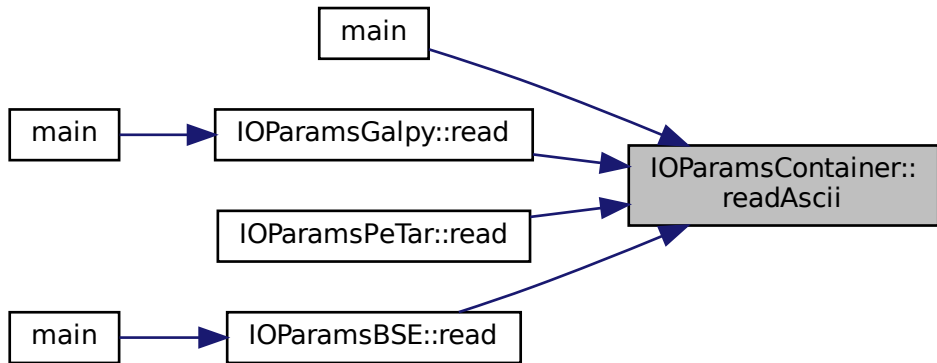 main
main
IOParamsGalpy::read
IOParamsContainer::
readAscii
IOParamsPeTar::read
main
IOParamsBSE::read